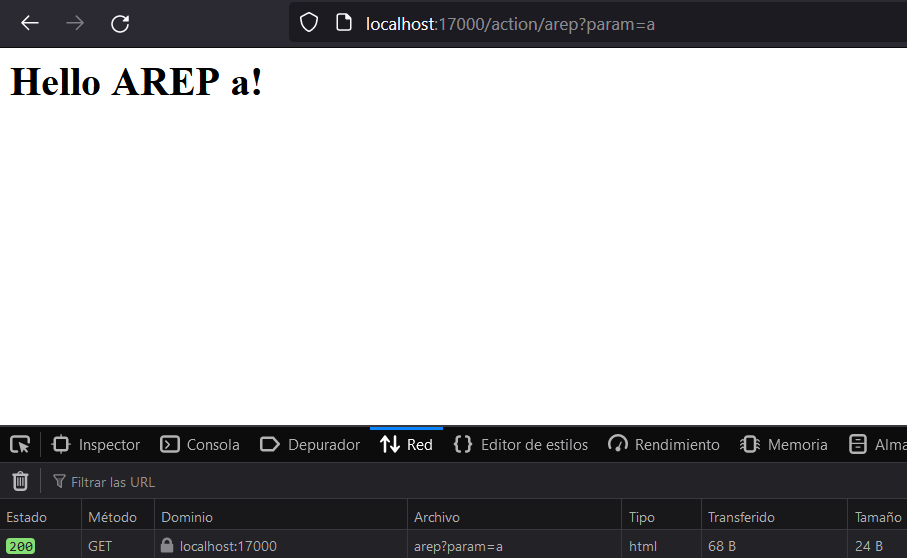 localhost:17000/action/arep?param=a
Hello AREP a!
Inspector Consola Depurador Red Editor de estilos Rendimiento Memoria Alma
Filtrar las URL
Estado Método Dominio Archivo Tipo Transferido Tamaño
200 GET localhost:17000 arep?param=a html 68 B 24 B